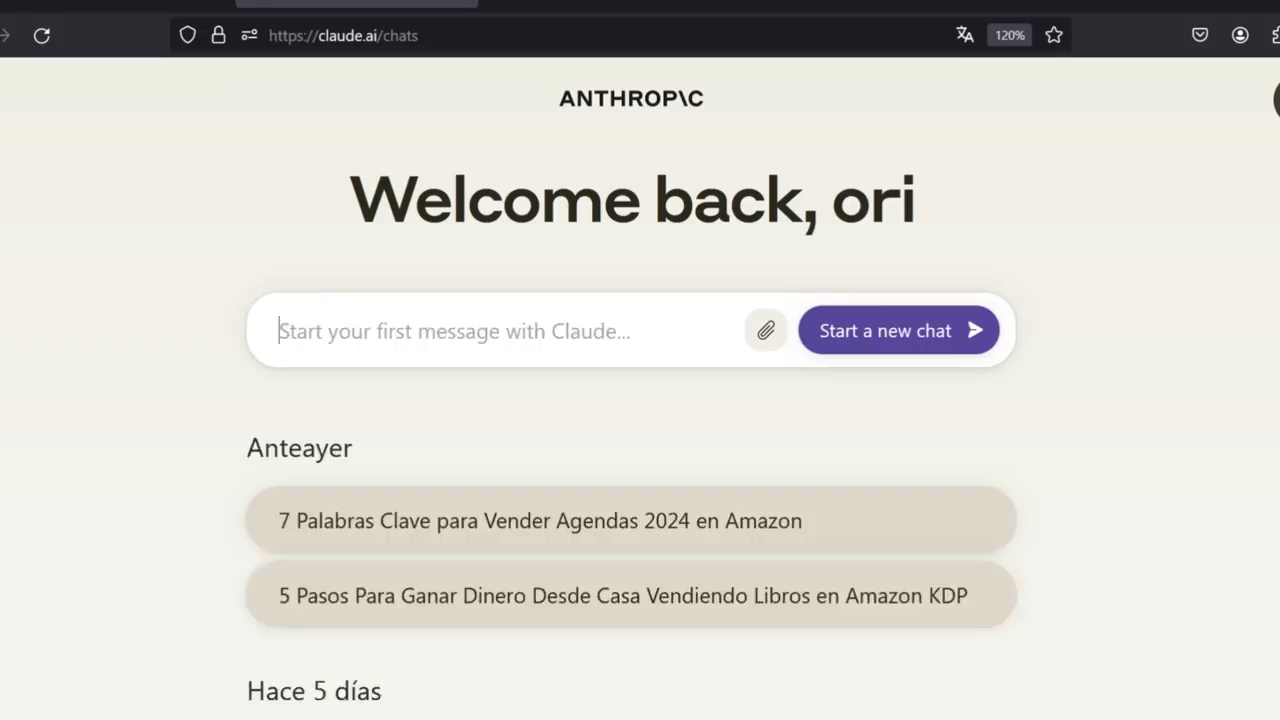 https://claude.ai/chats
120%
ANTHROP\C
Welcome back, ori
Start your first message with Claude...
Start a new chat
Anteayer
7 Palabras Clave para Vender Agendas 2024 en Amazon
5 Pasos Para Ganar Dinero Desde Casa Vendiendo Libros en Amazon KDP
Hace 5 días